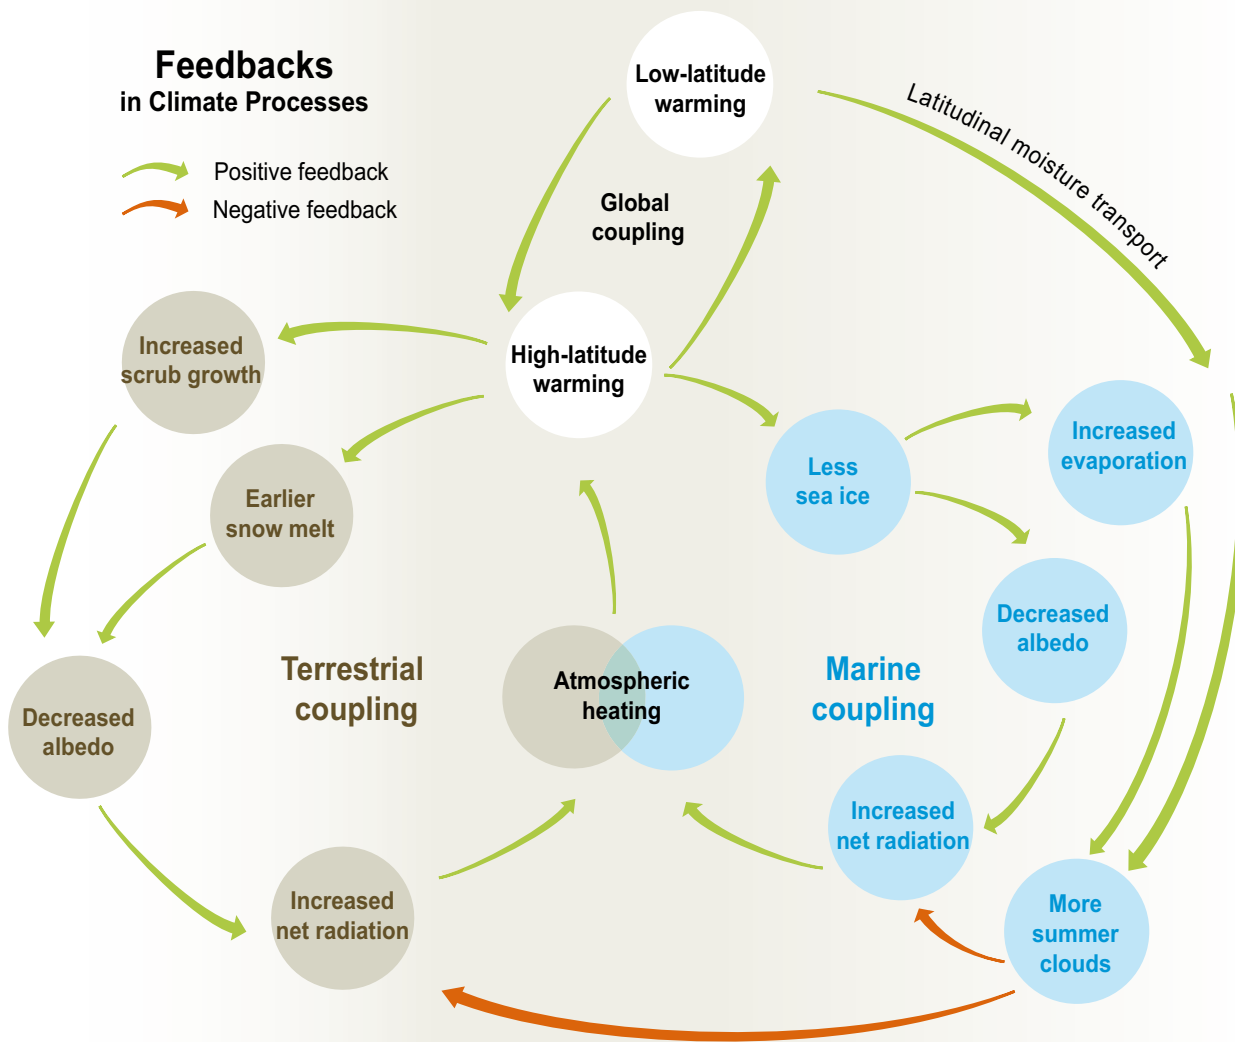 Feedbacks
in Climate Processes
Positive feedback
Negative feedback
Low-latitude
warming
Latitudinal moisture transport
Global
coupling
High-latitude
warming
Increased
scrub growth
Earlier
snow melt
Less
sea ice
Increased
evaporation
Decreased
albedo
Terrestrial
coupling
Atmospheric
heating
Marine
coupling
Decreased
albedo
Increased
net radiation
Increased
net radiation
More
summer
clouds